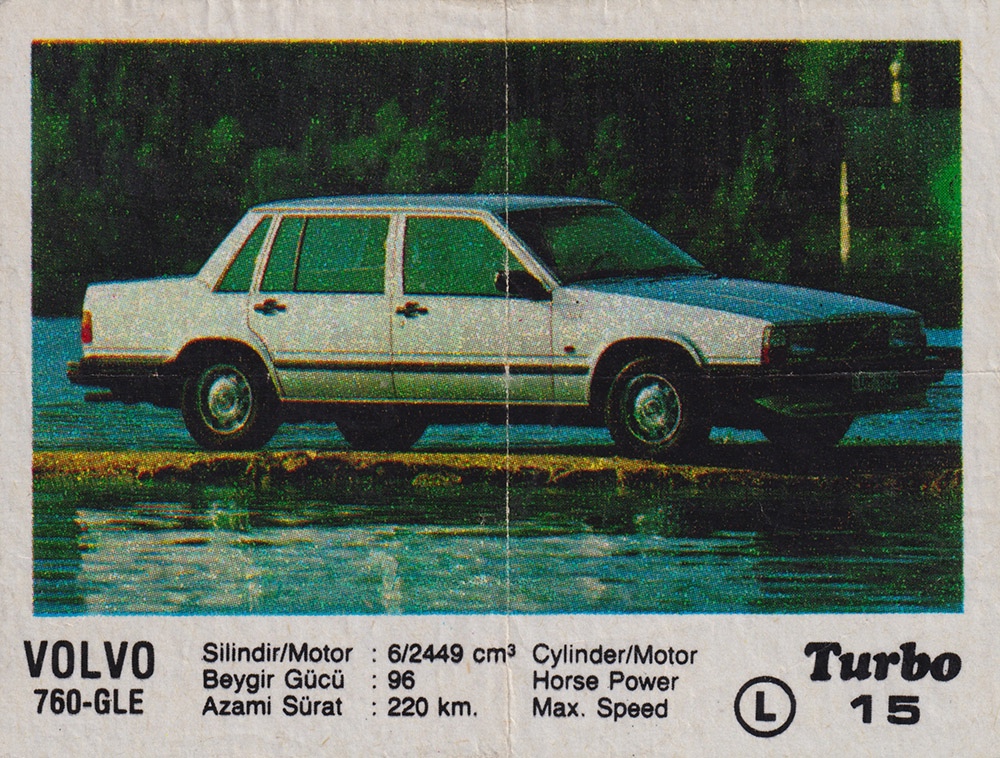 VOLVO
760-GLE
Silindir/Motor : 6/2449 cm³ Cylinder/Motor
Beygir Gücü : 96 Horse Power
Azami Sürat : 220 km. Max. Speed
Turbo
L 15